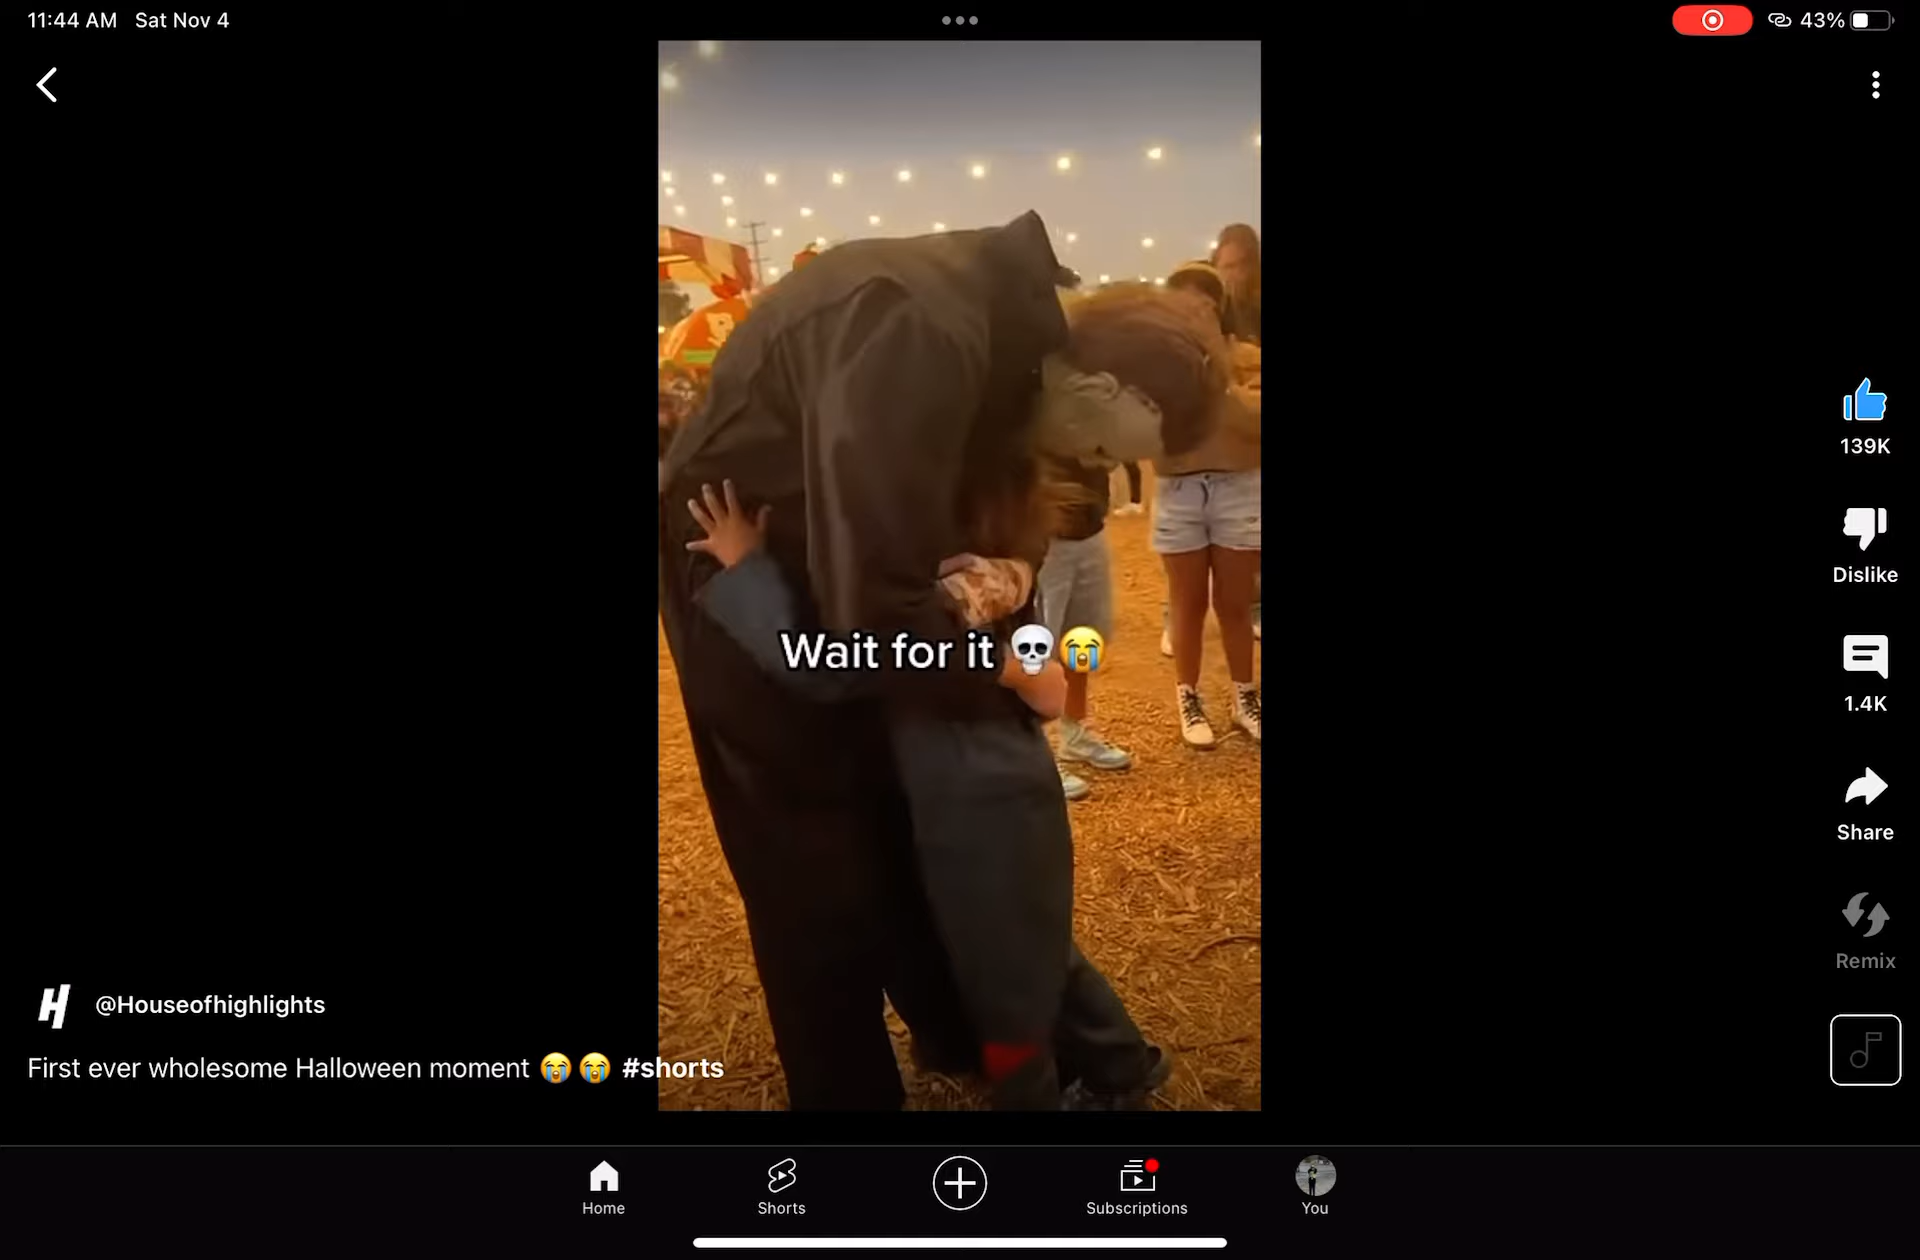 11:44 AM Sat Nov 4
43%
Wait for it 💀😭
139K
Dislike
1.4K
Share
Remix
@Houseofhighlights
First ever wholesome Halloween moment 😭😭 #shorts
Home
Shorts
Subscriptions
You